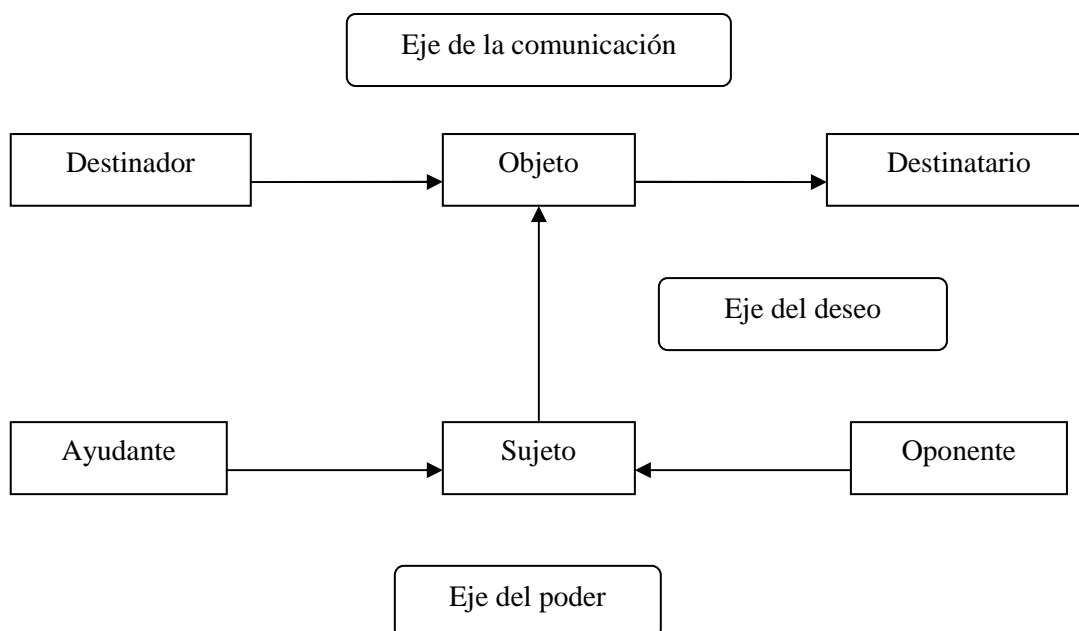 Eje de la comunicación
Destinador
Objeto
Destinatario
Eje del deseo
Ayudante
Sujeto
Oponente
Eje del poder